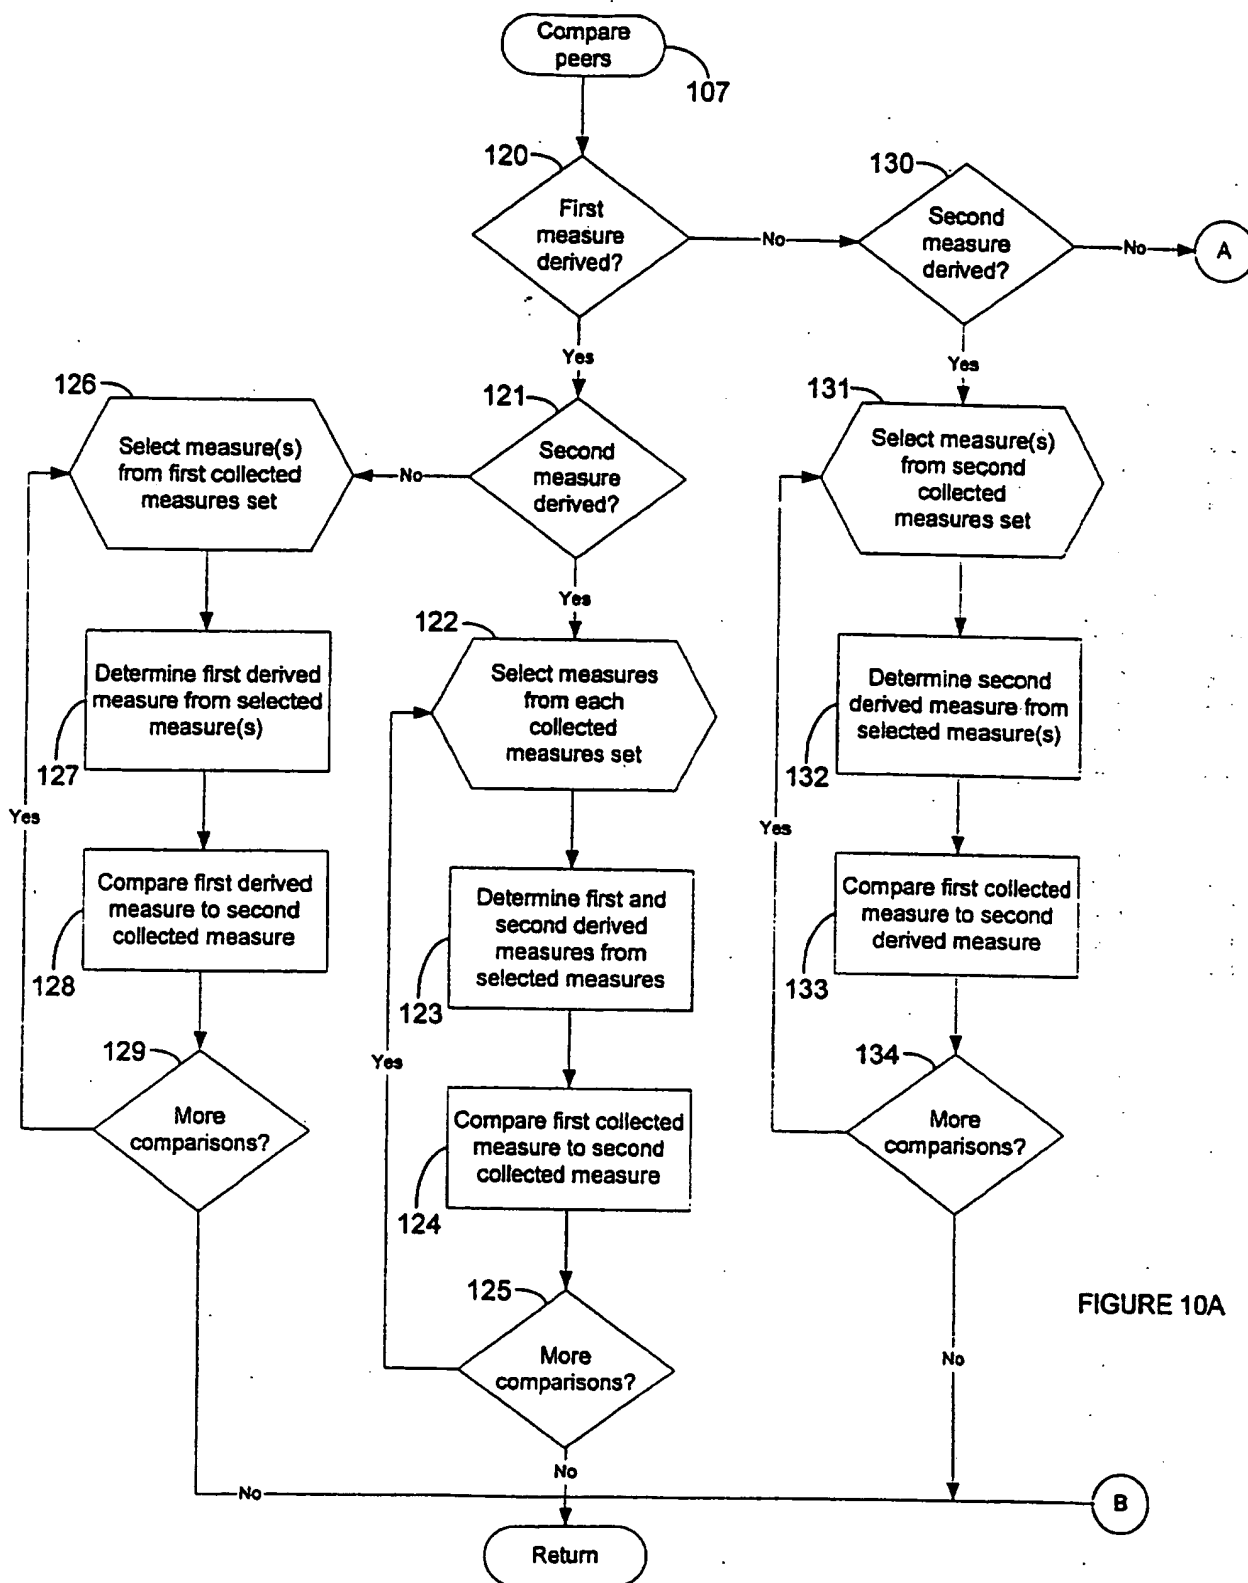 Compare
peers
107
120
First
measure
derived?
No
130
Second
measure
derived?
No
A
Yes
Yes
126
Select measure(s)
from first collected
measures set
No
121
Second
measure
derived?
131
Select measure(s)
from second
collected
measures set
Yes
122
Select measures
from each
collected
measures set
Determine first derived
measure from selected
measure(s)
127
Determine second
derived measure from
selected measure(s)
132
Yes
Yes
Compare first derived
measure to second
collected measure
128
Determine first and
second derived
measures from
selected measures
123
Compare first collected
measure to second
derived measure
133
129
More
comparisons?
Yes
Compare first collected
measure to second
collected measure
124
134
More
comparisons?
125
More
comparisons?
FIGURE 10A
No
No
No
B
Return